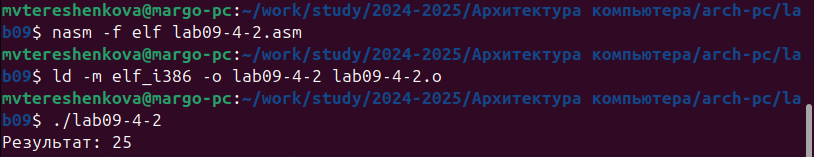 mvtereshenkova@margo-pc:~/work/study/2024-2025/Архитектура компьютера/arch-pc/la
b09$ nasm -f elf lab09-4-2.asm
mvtereshenkova@margo-pc:~/work/study/2024-2025/Архитектура компьютера/arch-pc/la
b09$ ld -m elf_i386 -o lab09-4-2 lab09-4-2.o
mvtereshenkova@margo-pc:~/work/study/2024-2025/Архитектура компьютера/arch-pc/la
b09$ ./lab09-4-2
Результат: 25